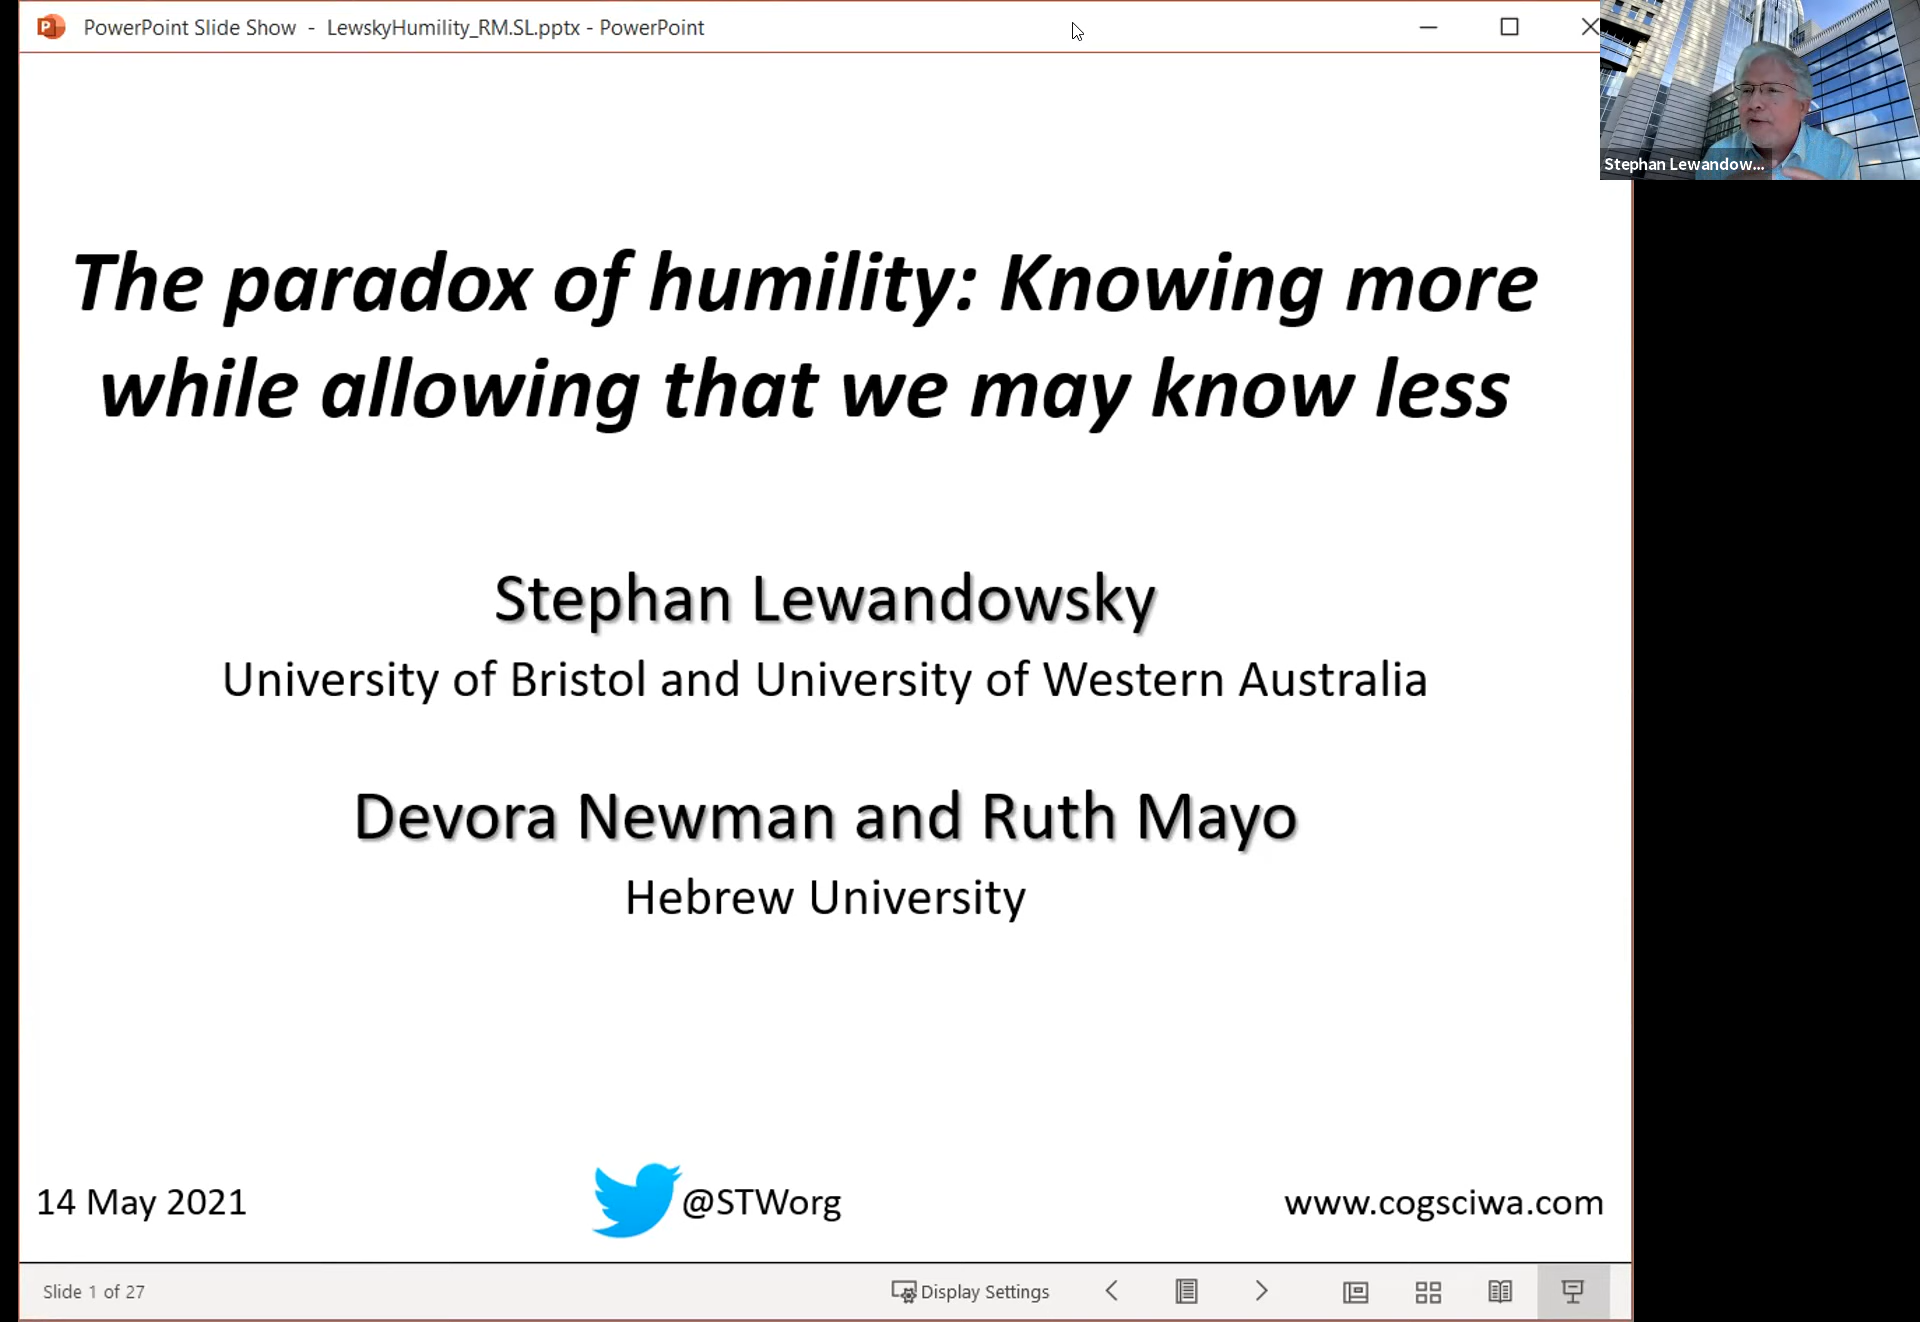 PowerPoint Slide Show - LewskyHumility_RM.SL.pptx - PowerPoint
Stephan Lewandow...
The paradox of humility: Knowing more
while allowing that we may know less
Stephan Lewandowsky
University of Bristol and University of Western Australia
Devora Newman and Ruth Mayo
Hebrew University
14 May 2021
@STWorg
www.cogsciwa.com
Slide 1 of 27
Display Settings